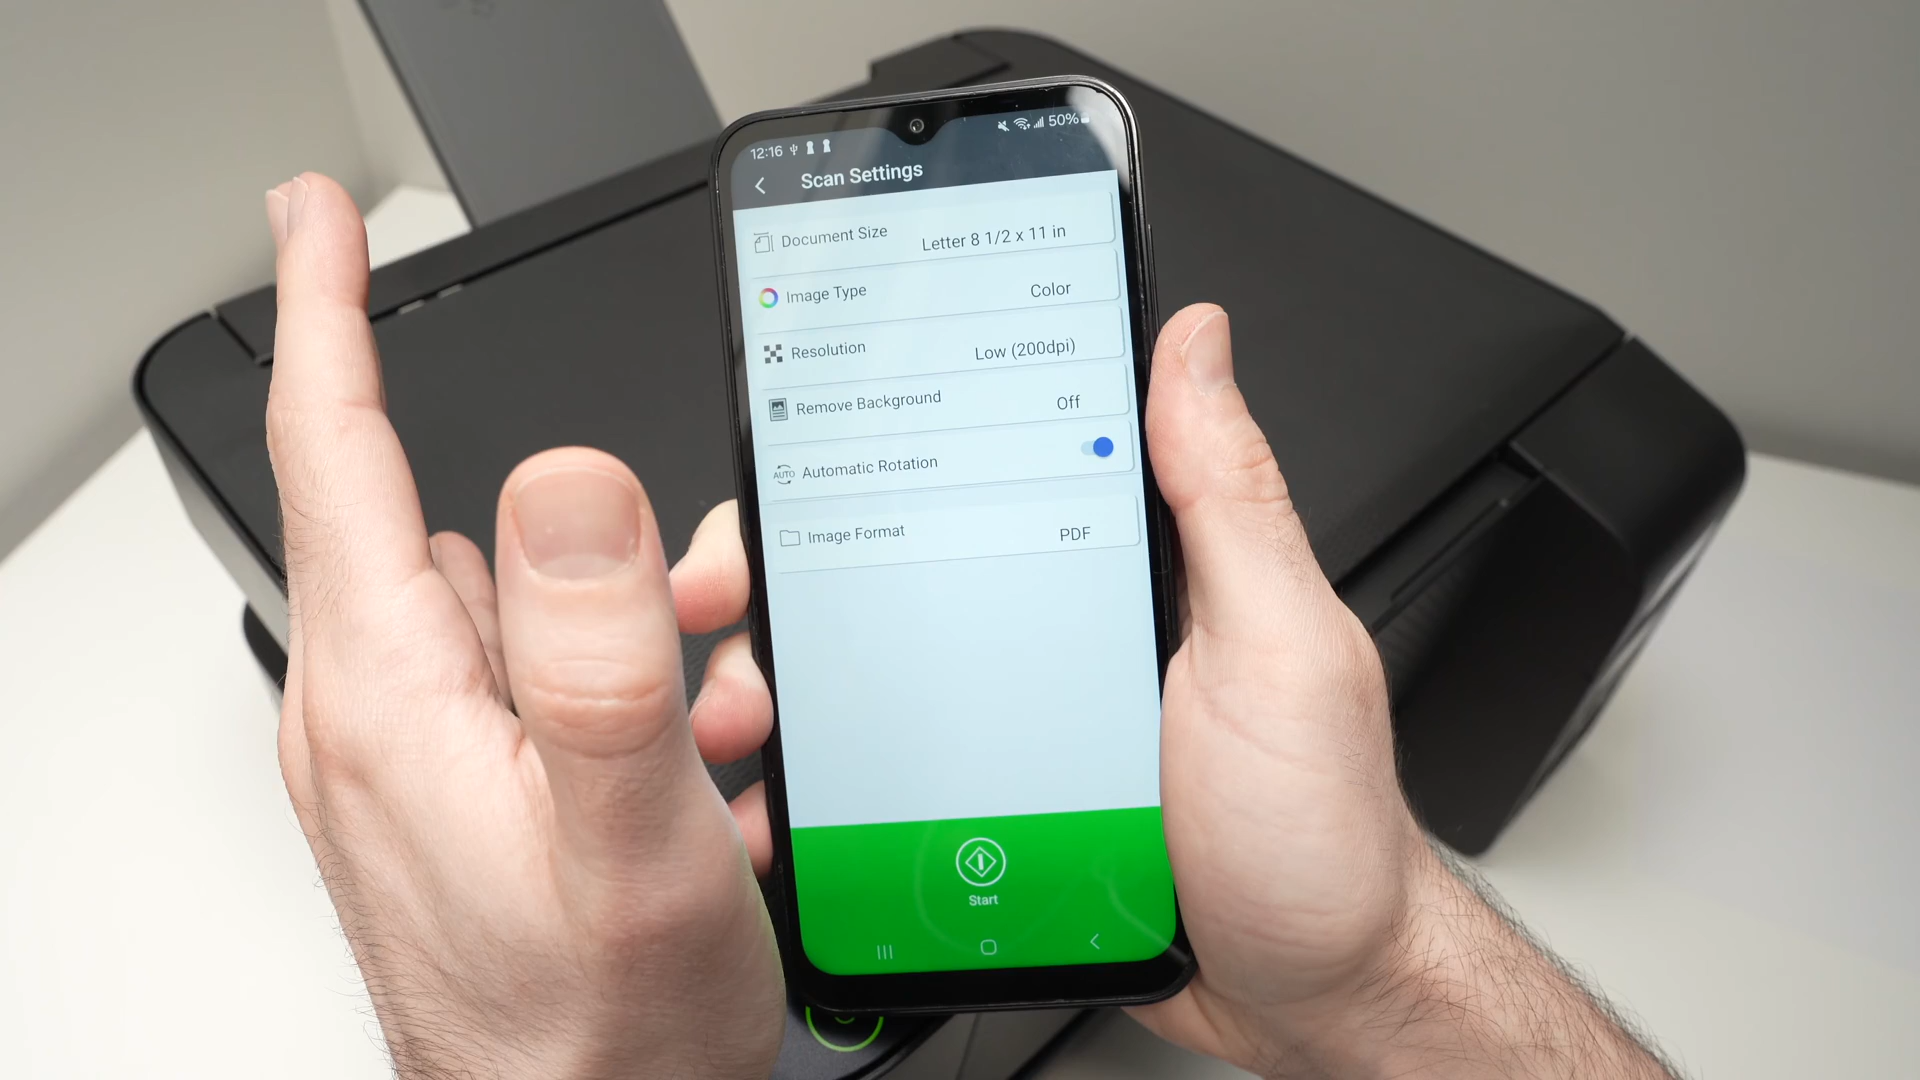 12:16 50%
Scan Settings
Document Size Letter 8 1/2 x 11 in
Image Type Color
Resolution Low (200dpi)
Remove Background Off
AUTO Automatic Rotation
Image Format PDF
Start